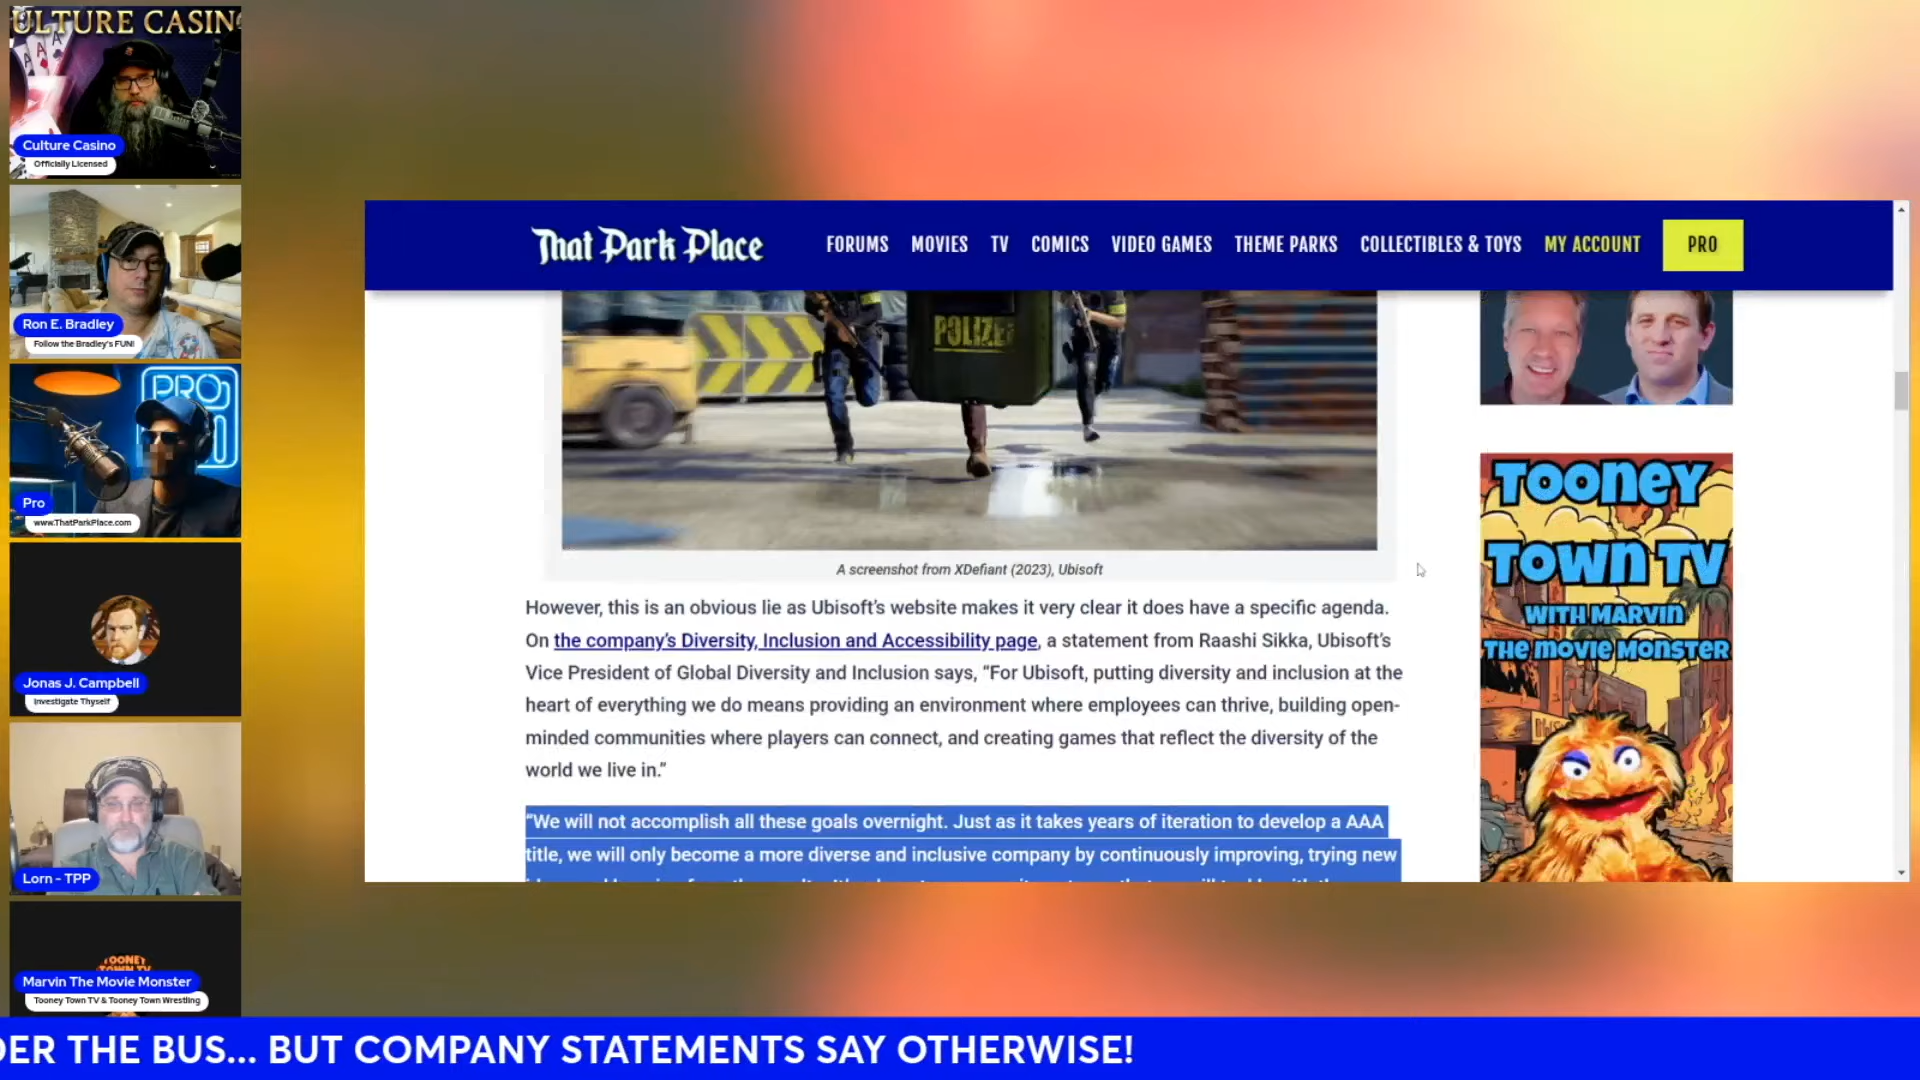 CULTURE CASINO
Culture Casino
Officially Licensed
Ron E. Bradley
Follow the Bradley's FUN!
PRO
Pro
www.ThatParkPlace.com
Jonas J. Campbell
Investigate Thyself
Lorn - TPP
TOONEY
TOWN TV
Marvin The Movie Monster
Tooney Town TV & Tooney Town Wrestling
That Park Place
FORUMS MOVIES TV COMICS VIDEO GAMES THEME PARKS COLLECTIBLES & TOYS MY ACCOUNT PRO
POLIZEI
A screenshot from XDefiant (2023), Ubisoft
However, this is an obvious lie as Ubisoft's website makes it very clear it does have a specific agenda.
On the company's Diversity, Inclusion and Accessibility page, a statement from Raashi Sikka, Ubisoft's
Vice President of Global Diversity and Inclusion says, “For Ubisoft, putting diversity and inclusion at the
heart of everything we do means providing an environment where employees can thrive, building open-
minded communities where players can connect, and creating games that reflect the diversity of the
world we live in.”
“We will not accomplish all these goals overnight. Just as it takes years of iteration to develop a AAA
title, we will only become a more diverse and inclusive company by continuously improving, trying new
TOONEY
TOWN TV
WITH MARVIN
THE MOVIE MONSTER
DER THE BUS... BUT COMPANY STATEMENTS SAY OTHERWISE!